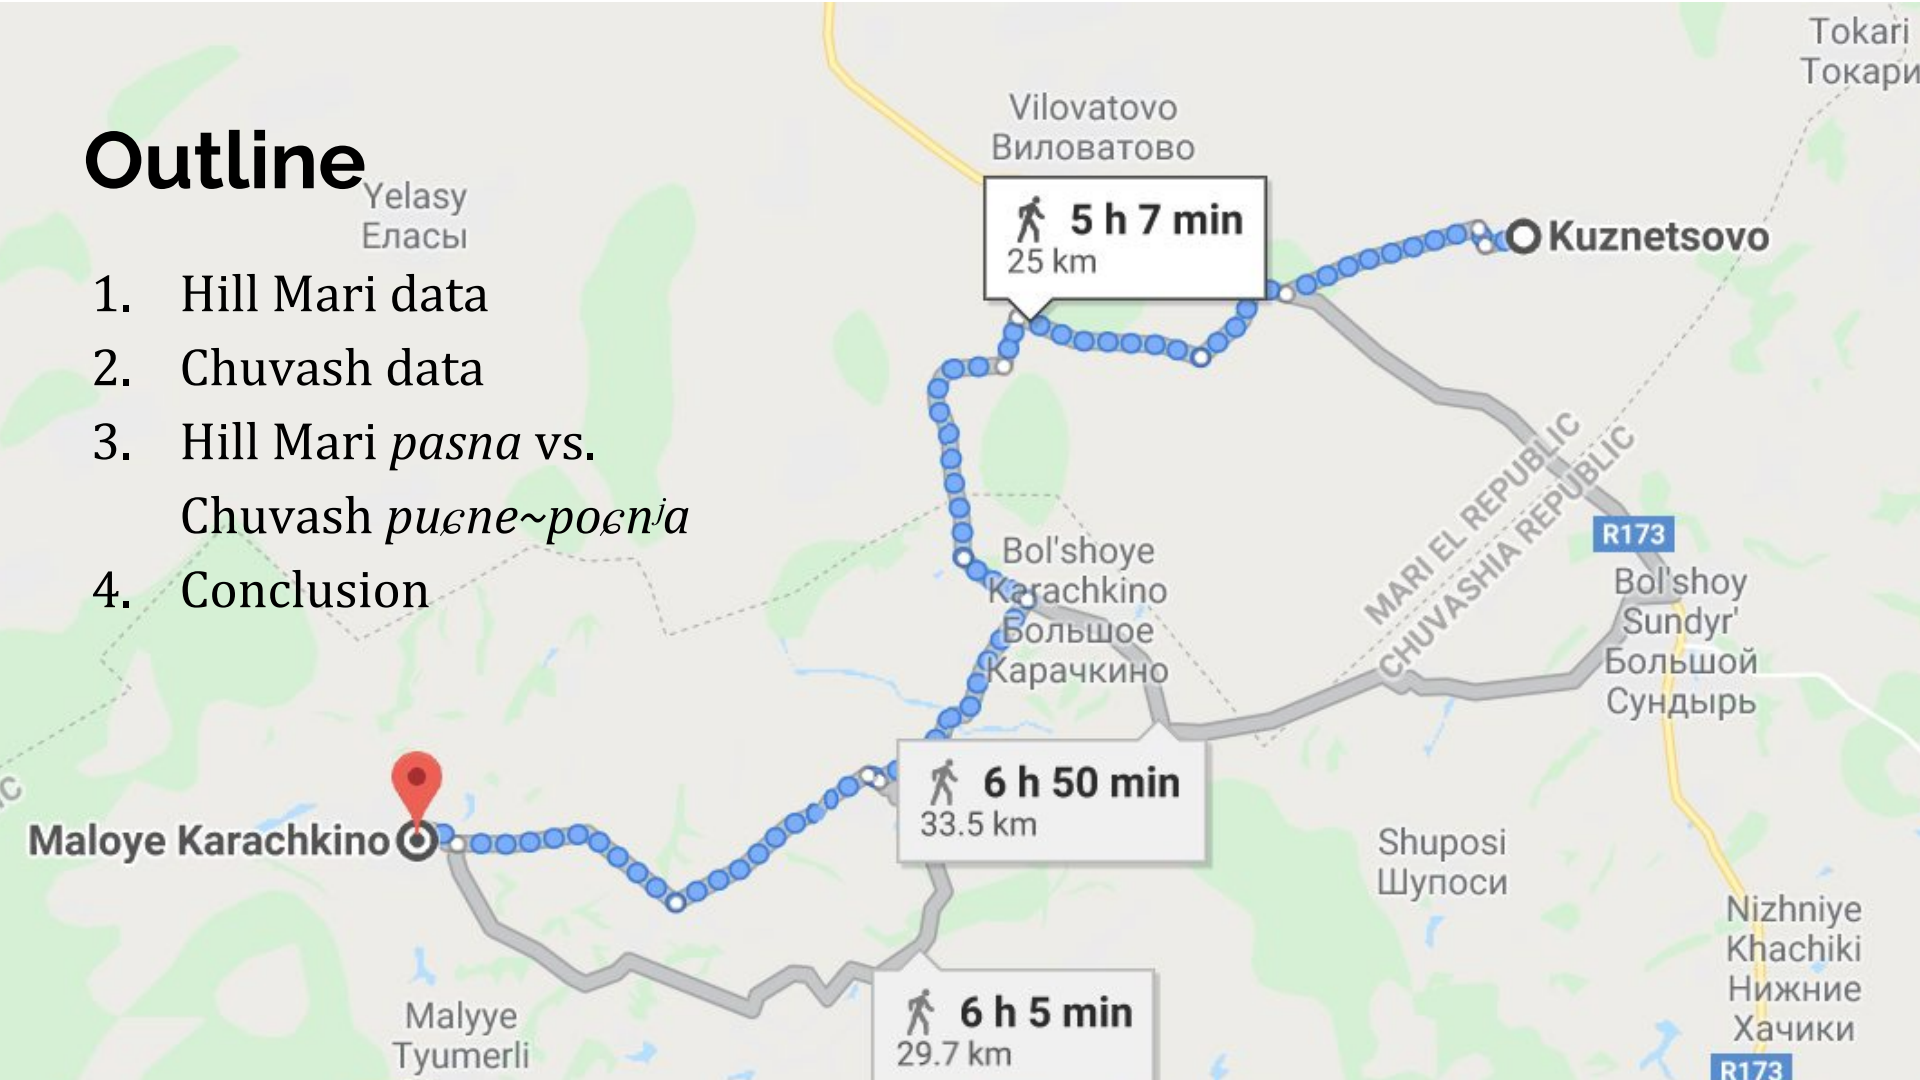 Outline
1. Hill Mari data
2. Chuvash data
3. Hill Mari pasna vs.
Chuvash puɕne~poɕnʲa
4. Conclusion
Tokari
Токари
Vilovatovo
Виловатово
Yelasy
Еласы
5 h 7 min
25 km
Kuznetsovo
MARI EL REPUBLIC
CHUVASHIA REPUBLIC
R173
Bol'shoye
Karachkino
Большое
Карачкино
Bol'shoy
Sundyr'
Большой
Сундырь
6 h 50 min
33.5 km
Maloye Karachkino
Shuposi
Шупоси
Nizhniye
Khachiki
Нижние
Хачики
6 h 5 min
29.7 km
Malyye
Tyumerli
R173